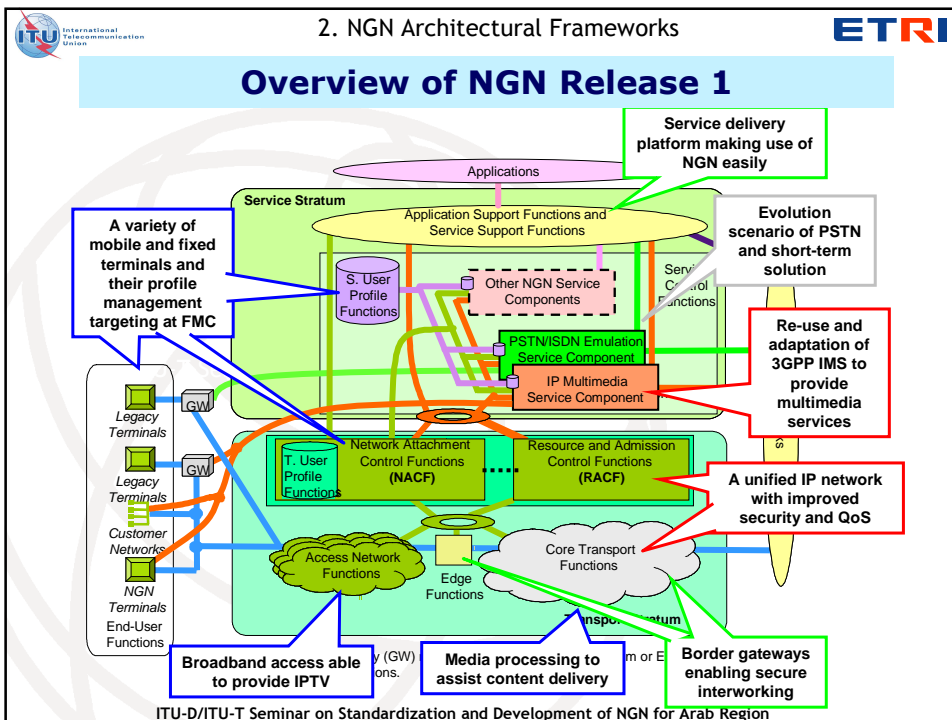 International
Telecommunication
Union
ITU
2. NGN Architectural Frameworks
ETRI
Overview of NGN Release 1
Service delivery
platform making use of
NGN easily
Applications
Service Stratum
Application Support Functions and
Service Support Functions
A variety of
mobile and fixed
terminals and
their profile
management
targeting at FMC
Evolution
scenario of PSTN
and short-term
solution
S. User
Profile
Functions
Other NGN Service
Components
PSTN/ISDN Emulation
Service Component
IP Multimedia
Service Component
Re-use and
adaptation of
3GPP IMS to
provide
multimedia
services
GW
Legacy
Terminals
GW
Legacy
Terminals
Customer
Networks
NGN
Terminals
End-User
Functions
T. User
Profile
Functions
Network Attachment
Control Functions
(NACF)
Resource and Admission
Control Functions
(RACF)
A unified IP network
with improved
security and QoS
Access Network
Functions
Edge
Functions
Core Transport
Functions
Broadband access able
to provide IPTV
(GW)
Media processing to
assist content delivery
or
Border gateways
enabling secure
interworking
ITU-D/ITU-T Seminar on Standardization and Development of NGN for Arab Region